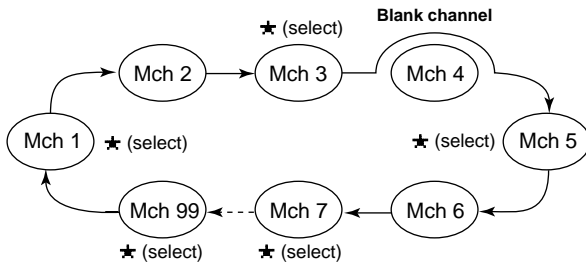 Blank channel
★ (select)
Mch 2
Mch 3
Mch 4
Mch 1
★ (select)
★ (select)
Mch 5
Mch 99
Mch 7
Mch 6
★ (select)
★ (select)